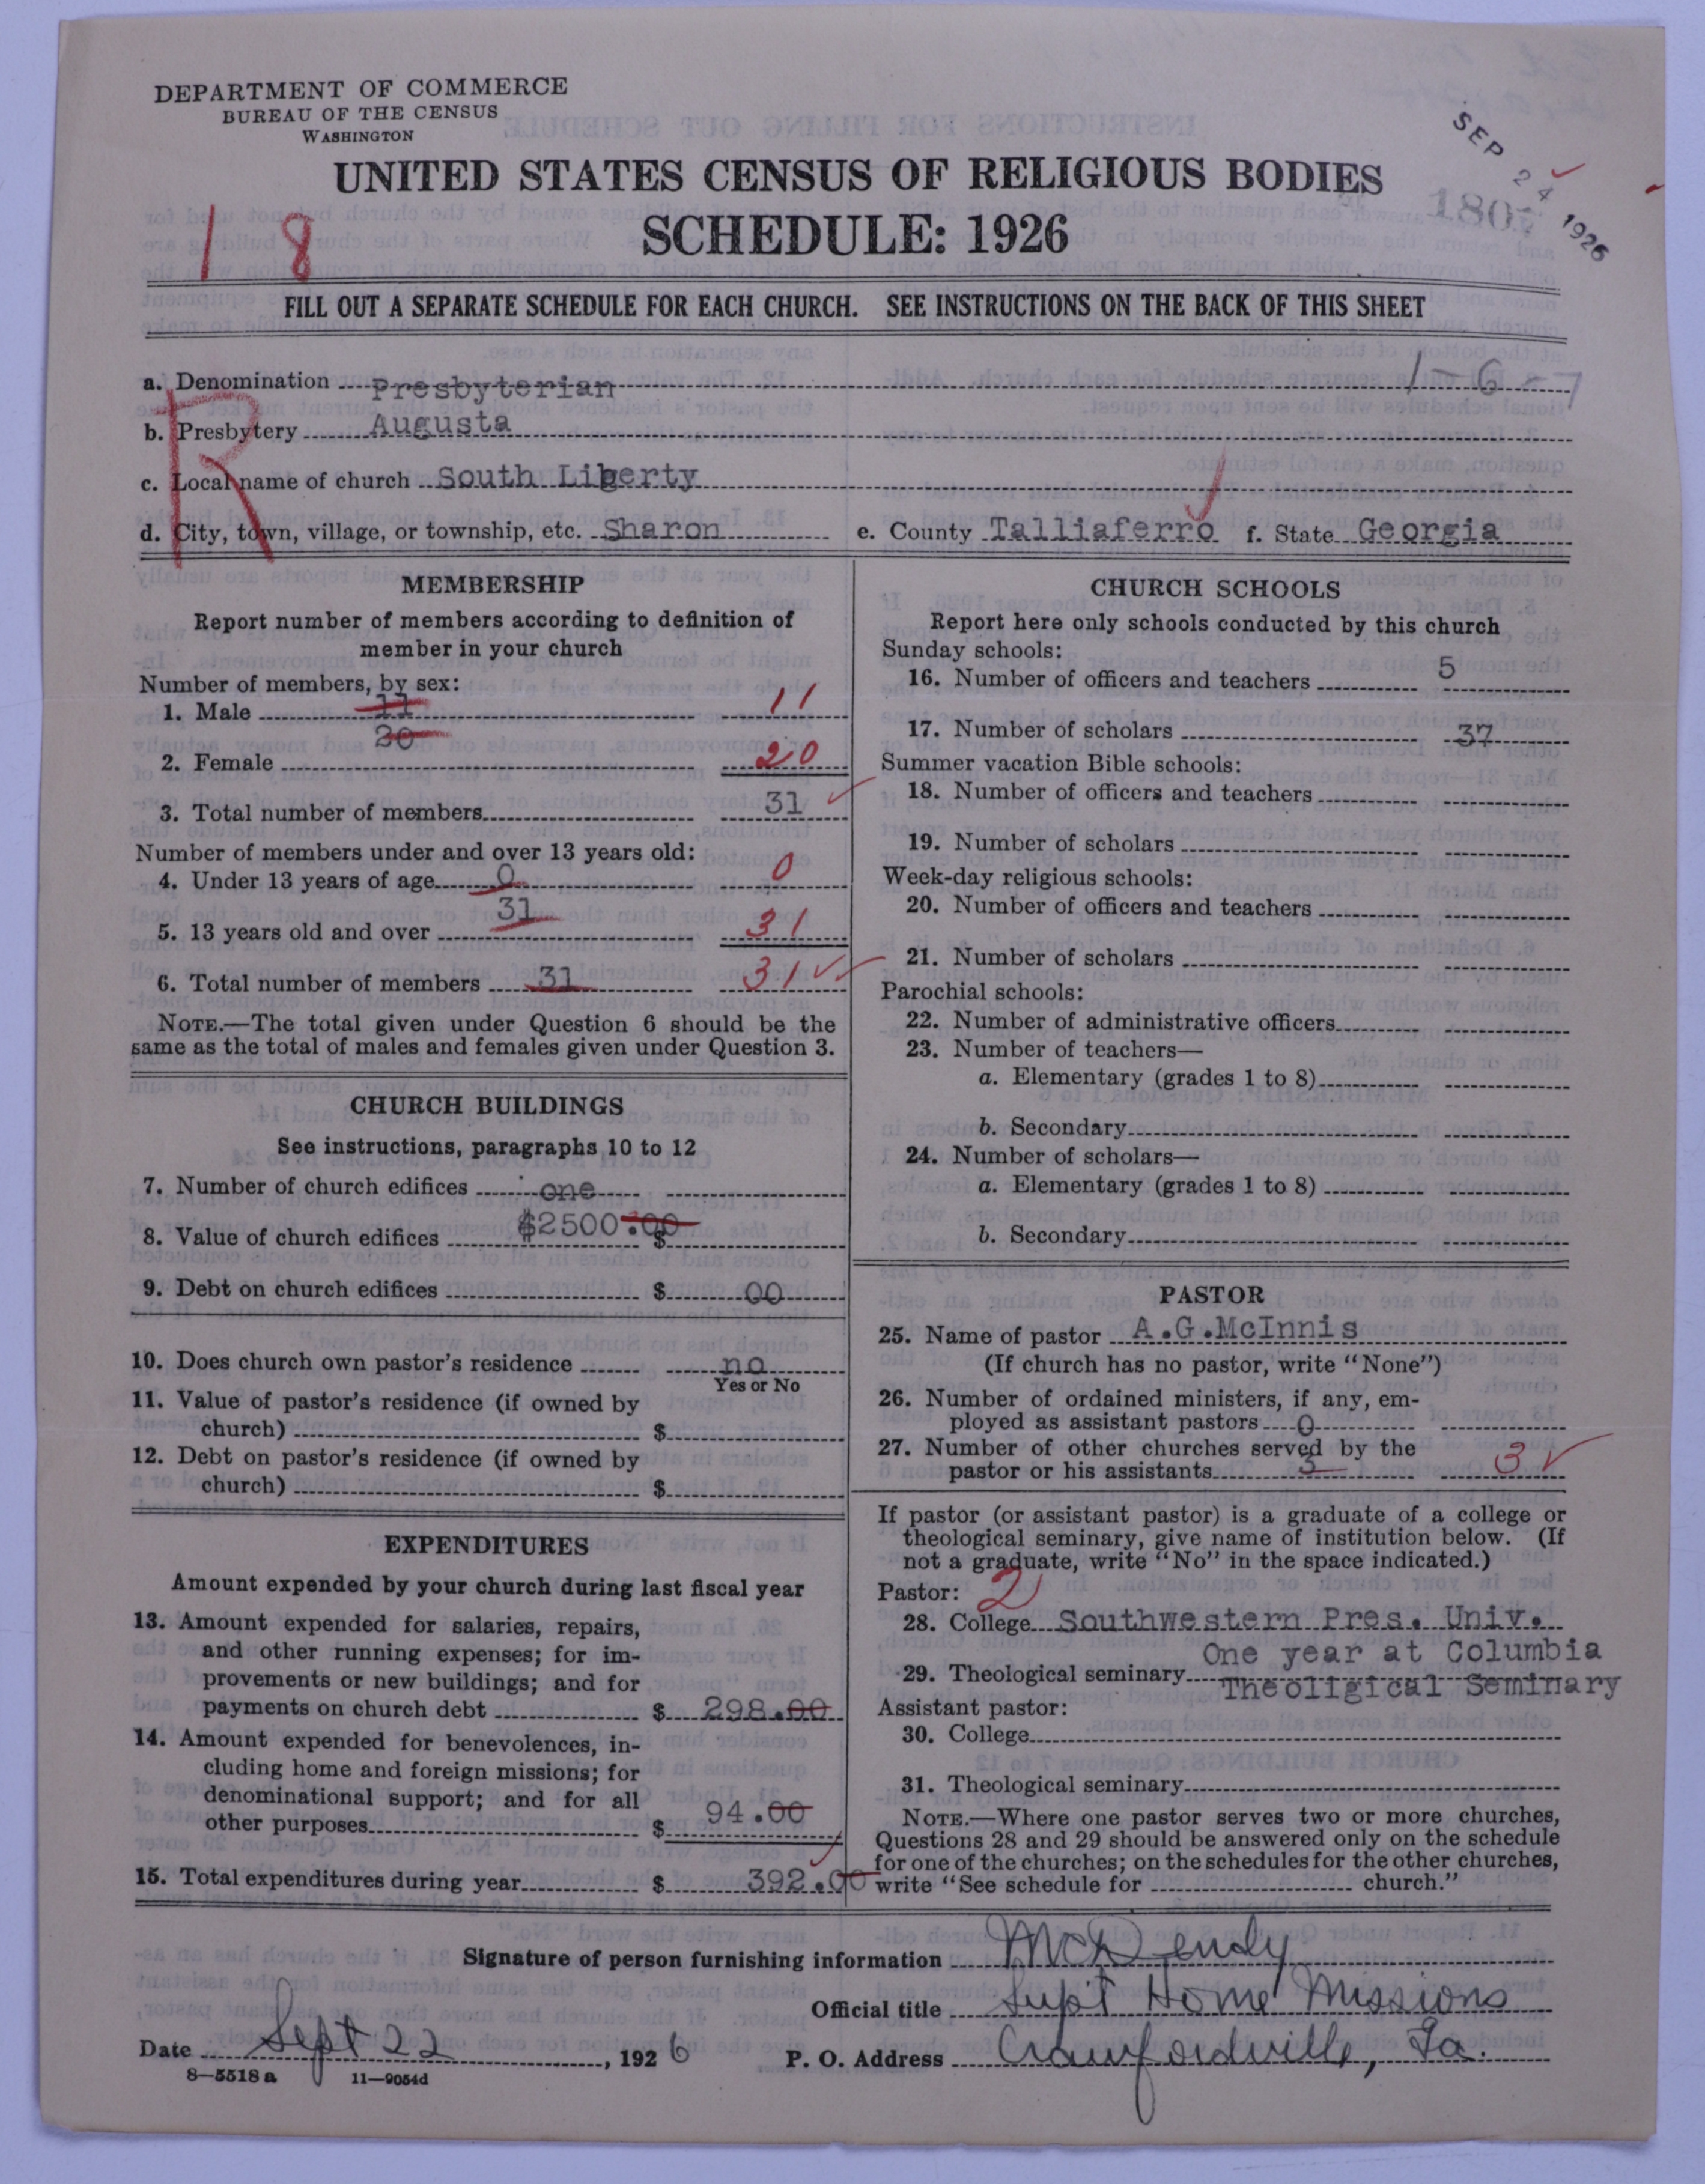 DEPARTMENT OF COMMERCE
BUREAU OF THE CENSUS
WASHINGTON
SEP 24 1926
UNITED STATES CENSUS OF RELIGIOUS BODIES
SCHEDULE: 1926
1 8
FILL OUT A SEPARATE SCHEDULE FOR EACH CHURCH. SEE INSTRUCTIONS ON THE BACK OF THIS SHEET
a. Denomination Presbyterian 1-6-7
b. Presbytery Augusta
R
c. Local name of church South Liberty
d. City, town, village, or township, etc. Sharon e. County Talliaferro f. State Georgia
MEMBERSHIP
Report number of members according to definition of
member in your church
Number of members, by sex:
1. Male 11 11
2. Female 20 20
3. Total number of members 31
Number of members under and over 13 years old:
4. Under 13 years of age 0 0
5. 13 years old and over 31 31
6. Total number of members 31 31
NOTE.—The total given under Question 6 should be the
same as the total of males and females given under Question 3.
CHURCH BUILDINGS
See instructions, paragraphs 10 to 12
7. Number of church edifices one
8. Value of church edifices $2500.00 $
9. Debt on church edifices $ 00
10. Does church own pastor's residence no
Yes or No
11. Value of pastor's residence (if owned by
church) $
12. Debt on pastor's residence (if owned by
church) $
EXPENDITURES
Amount expended by your church during last fiscal year
13. Amount expended for salaries, repairs,
and other running expenses; for im-
provements or new buildings; and for
payments on church debt $ 298.00
14. Amount expended for benevolences, in-
cluding home and foreign missions; for
denominational support; and for all
other purposes $ 94.00
15. Total expenditures during year $ 392.00
CHURCH SCHOOLS
Report here only schools conducted by this church
Sunday schools:
16. Number of officers and teachers 5
17. Number of scholars 37
Summer vacation Bible schools:
18. Number of officers and teachers
19. Number of scholars
Week-day religious schools:
20. Number of officers and teachers
21. Number of scholars
Parochial schools:
22. Number of administrative officers
23. Number of teachers—
a. Elementary (grades 1 to 8)
b. Secondary
24. Number of scholars—
a. Elementary (grades 1 to 8)
b. Secondary
PASTOR
25. Name of pastor A.G.McInnis
(If church has no pastor, write "None")
26. Number of ordained ministers, if any, em-
ployed as assistant pastors 0
27. Number of other churches served by the
pastor or his assistants 3 3
If pastor (or assistant pastor) is a graduate of a college or
theological seminary, give name of institution below. (If
not a graduate, write "No" in the space indicated.)
Pastor: 2
28. College Southwestern Pres. Univ.
One year at Columbia
29. Theological seminary Theoligical Seminary
Assistant pastor:
30. College
31. Theological seminary
NOTE.—Where one pastor serves two or more churches,
Questions 28 and 29 should be answered only on the schedule
for one of the churches; on the schedules for the other churches,
write "See schedule for church."
Signature of person furnishing information
Official title Supt Home Missions
Date Sept 22, 1926 P. O. Address Crawfordville, Ga.
8—5518a 11—9054d